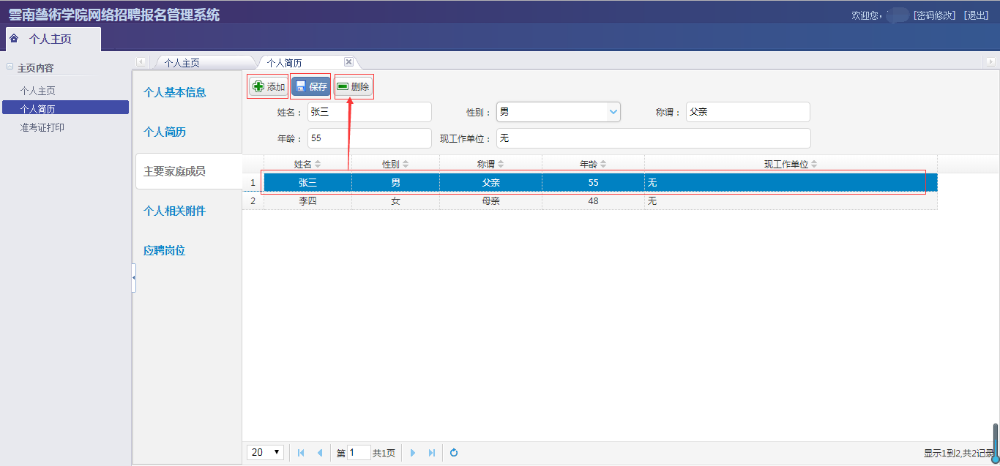 雲南藝術学院网络招聘报名管理系统
欢迎您，
[密码修改] [退出]
个人主页
主页内容
个人主页
个人简历
准考证打印
个人主页
个人简历
个人基本信息
个人简历
主要家庭成员
个人相关附件
应聘岗位
添加 保存 删除
姓名： 张三 性别： 男 称谓： 父亲
年龄： 55 现工作单位： 无
姓名 性别 称谓 年龄 现工作单位
1 张三 男 父亲 55 无
2 李四 女 母亲 48 无
20 第 1 共1页
显示1到2,共2记录